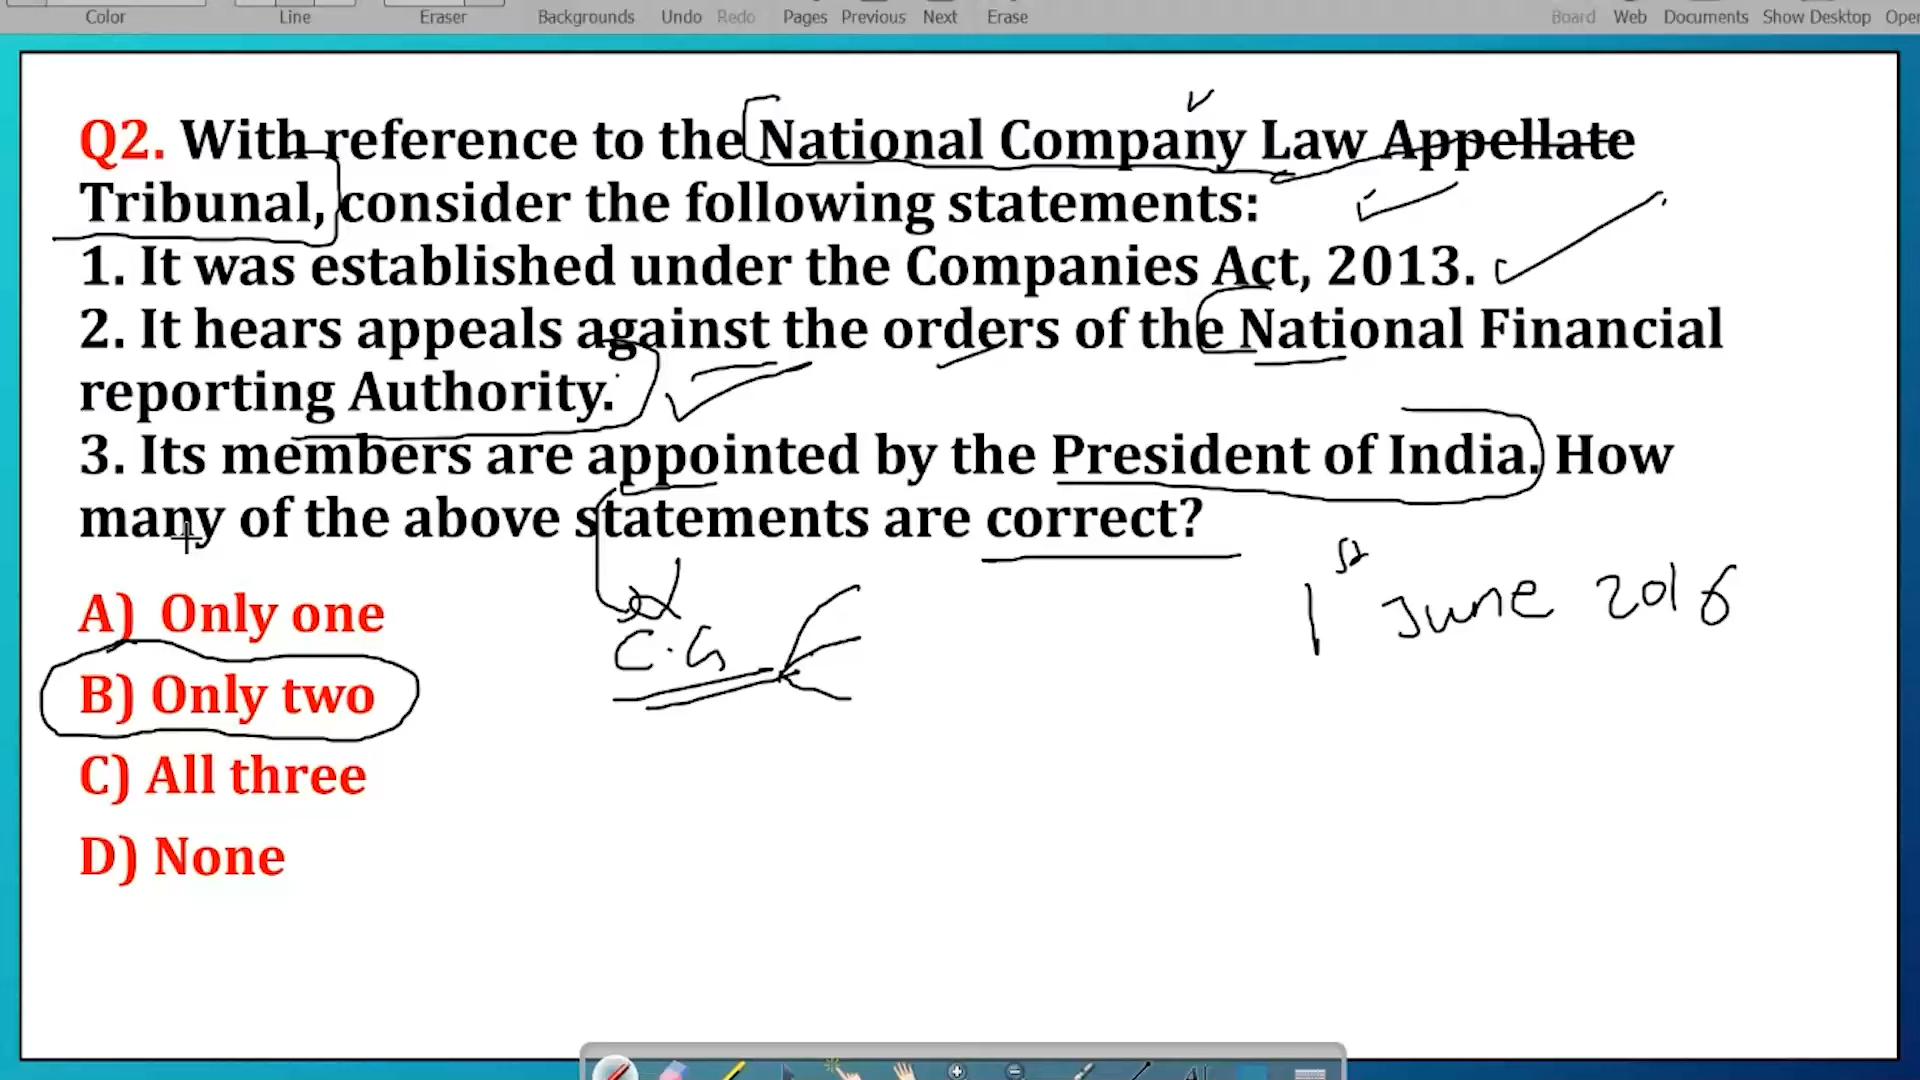 Color Line Eraser Backgrounds Undo Redo Pages Previous Next Erase Board Web Documents Show Desktop
Q2. With reference to the National Company Law Appellate
Tribunal, consider the following statements:
1. It was established under the Companies Act, 2013.
2. It hears appeals against the orders of the National Financial
reporting Authority.
3. Its members are appointed by the President of India. How
many of the above statements are correct?
1st June 2016
A) Only one
C.G
B) Only two
C) All three
D) None